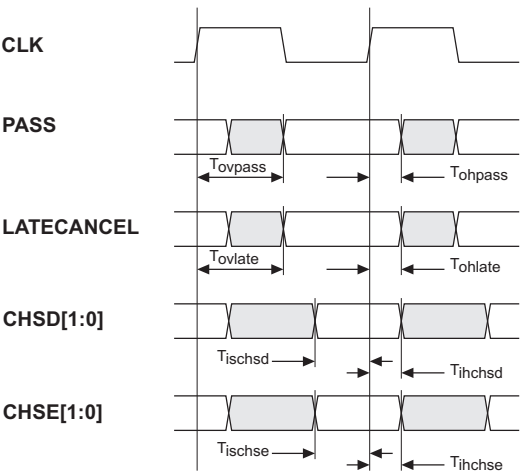 CLK
PASS
Tovpass
Tohpass
LATECANCEL
Tovlate
Tohlate
CHSD[1:0]
Tischsd
Tihchsd
CHSE[1:0]
Tischse
Tihchse